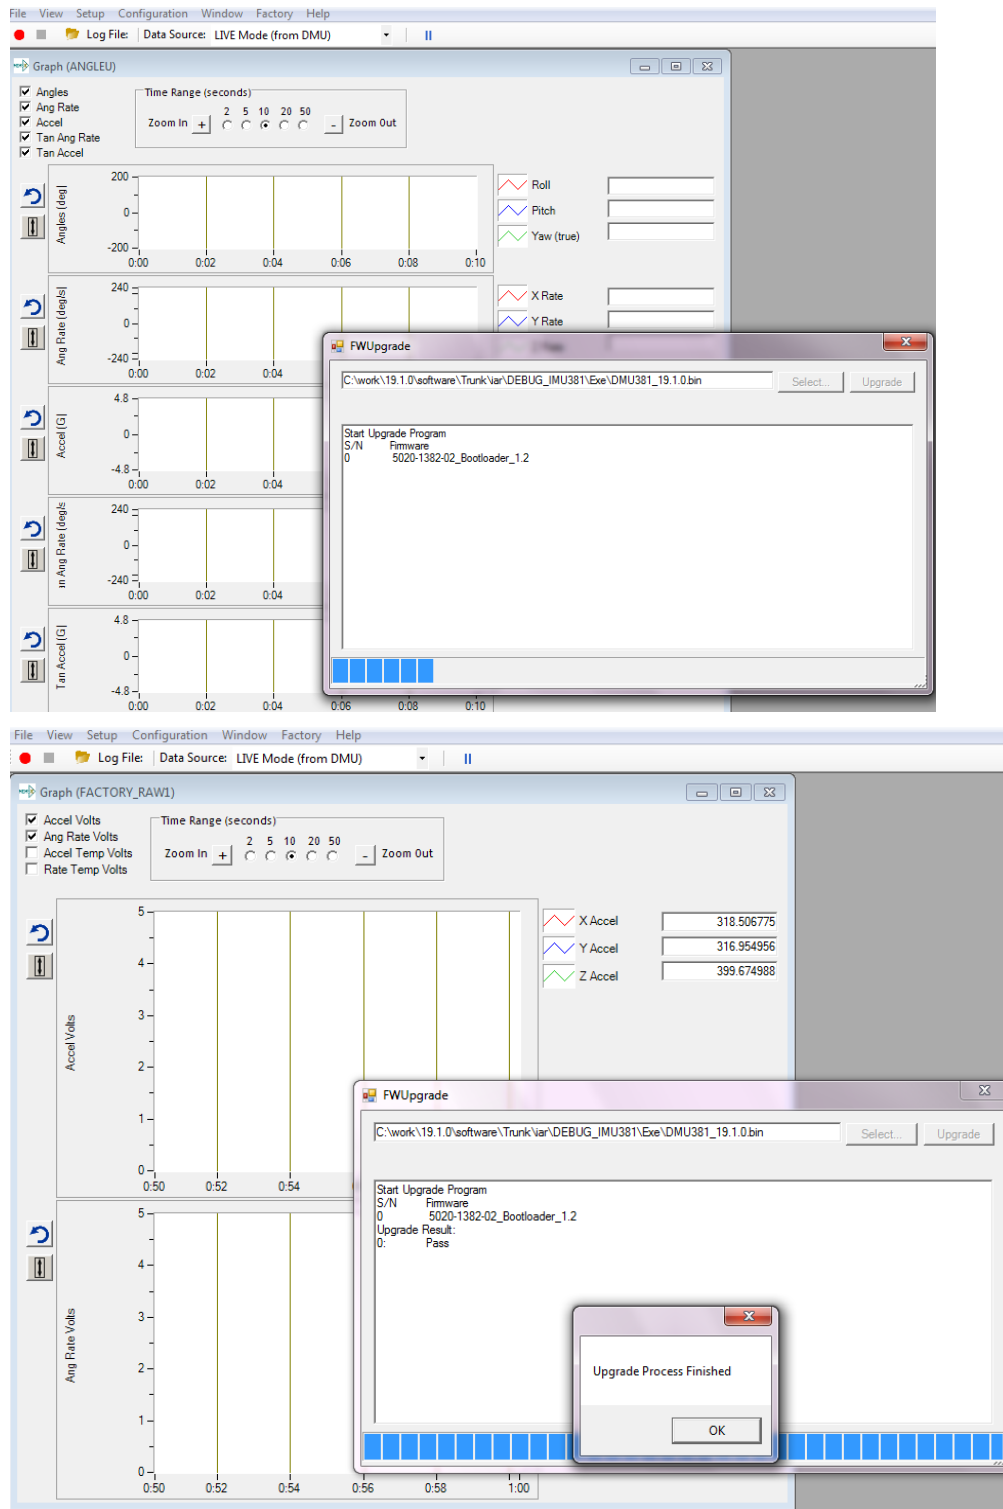 File View Setup Configuration Window Factory Help
Log File: Data Source: LIVE Mode (from DMU)
Graph (ANGLEU)
Angles
Ang Rate
Accel
Tan Ang Rate
Tan Accel
Time Range (seconds)
2 5 10 20 50
Zoom In + - Zoom Out
Angles (deg)
200
0
-200
0:00 0:02 0:04 0:06 0:08 0:10
Roll
Pitch
Yaw (true)
Ang Rate (deg/s)
240
0
-240
0:00 0:02 0:04
X Rate
Y Rate
Accel (G)
4.8
0
-4.8
0:00 0:02 0:04
an Ang Rate (deg/s
240
0
-240
0:00 0:02 0:04
Tan Accel (G)
4.8
0
-4.8
0:00 0:02 0:04 0:06 0:08 0:10
FWUpgrade
C:\work\19.1.0\software\Trunk\iar\DEBUG_IMU381\Exe\DMU381_19.1.0.bin
Select... Upgrade
Start Upgrade Program
S/N Firmware
0 5020-1382-02_Bootloader_1.2
File View Setup Configuration Window Factory Help
Log File: Data Source: LIVE Mode (from DMU)
Graph (FACTORY_RAW1)
Accel Volts
Ang Rate Volts
Accel Temp Volts
Rate Temp Volts
Time Range (seconds)
2 5 10 20 50
Zoom In + - Zoom Out
Accel Volts
5
4
3
2
1
0
0:50 0:52 0:54
X Accel 318.506775
Y Accel 316.954956
Z Accel 399.674988
Ang Rate Volts
5
4
3
2
1
0
0:50 0:52 0:54 0:56 0:58 1:00
FWUpgrade
C:\work\19.1.0\software\Trunk\iar\DEBUG_IMU381\Exe\DMU381_19.1.0.bin
Select... Upgrade
Start Upgrade Program
S/N Firmware
0 5020-1382-02_Bootloader_1.2
Upgrade Result:
0: Pass
Upgrade Process Finished
OK